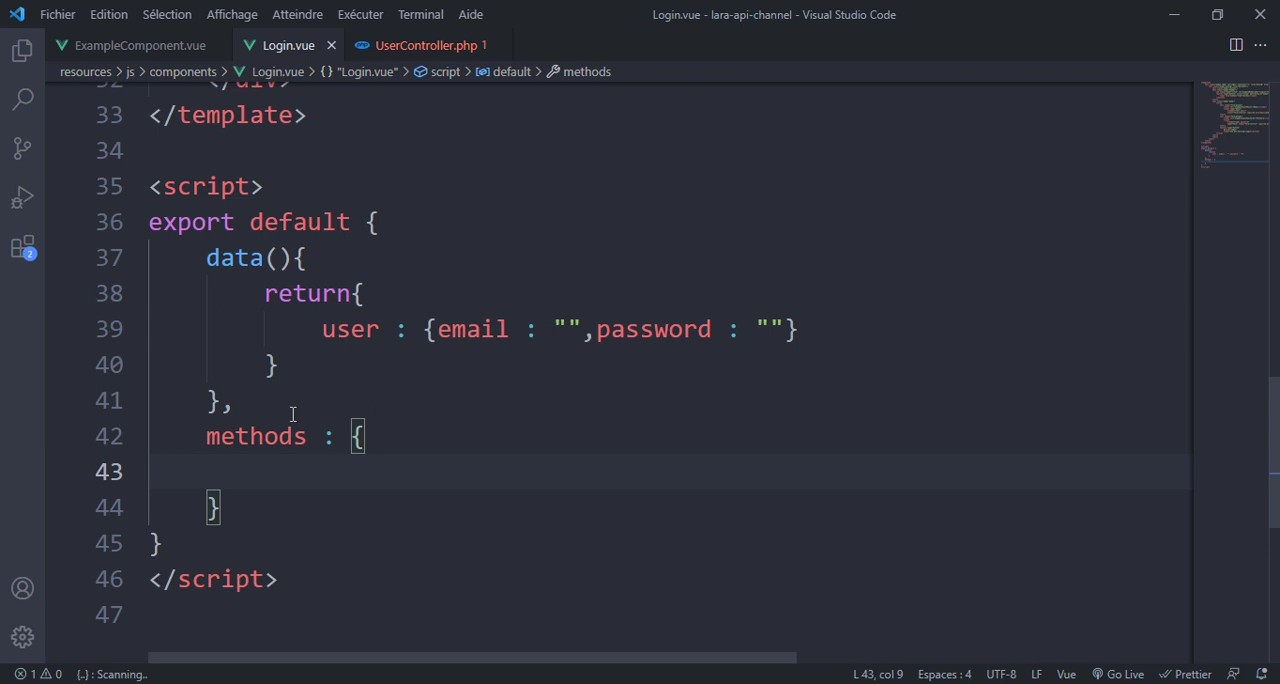 Fichier Edition Sélection Affichage Atteindre Exécuter Terminal Aide
Login.vue - lara-api-channel - Visual Studio Code
ExampleComponent.vue Login.vue UserController.php 1
resources > js > components > Login.vue > {} "Login.vue" > script > default > methods
32 </div>
33 </template>
34
35 <script>
36 export default {
37 data(){
38 return{
39 user : {email : "",password : ""}
40 }
41 },
42 methods : {
43
44 }
45 }
46 </script>
47
2
1 0 {..} : Scanning.. L 43, col 9 Espaces : 4 UTF-8 LF Vue Go Live Prettier